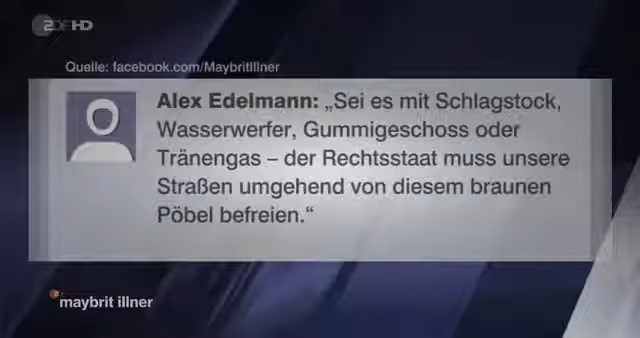 ZDF HD
Quelle: facebook.com/MaybritIllner
Alex Edelmann: „Sei es mit Schlagstock,
Wasserwerfer, Gummigeschoss oder
Tränengas – der Rechtsstaat muss unsere
Straßen umgehend von diesem braunen
Pöbel befreien.“
maybrit illner